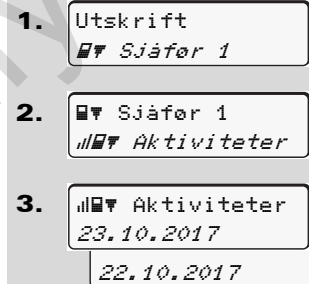 1. Utskrift
Sjåfør 1
2. Sjåfør 1
Aktiviteter
3. Aktiviteter
23.10.2017
22.10.2017